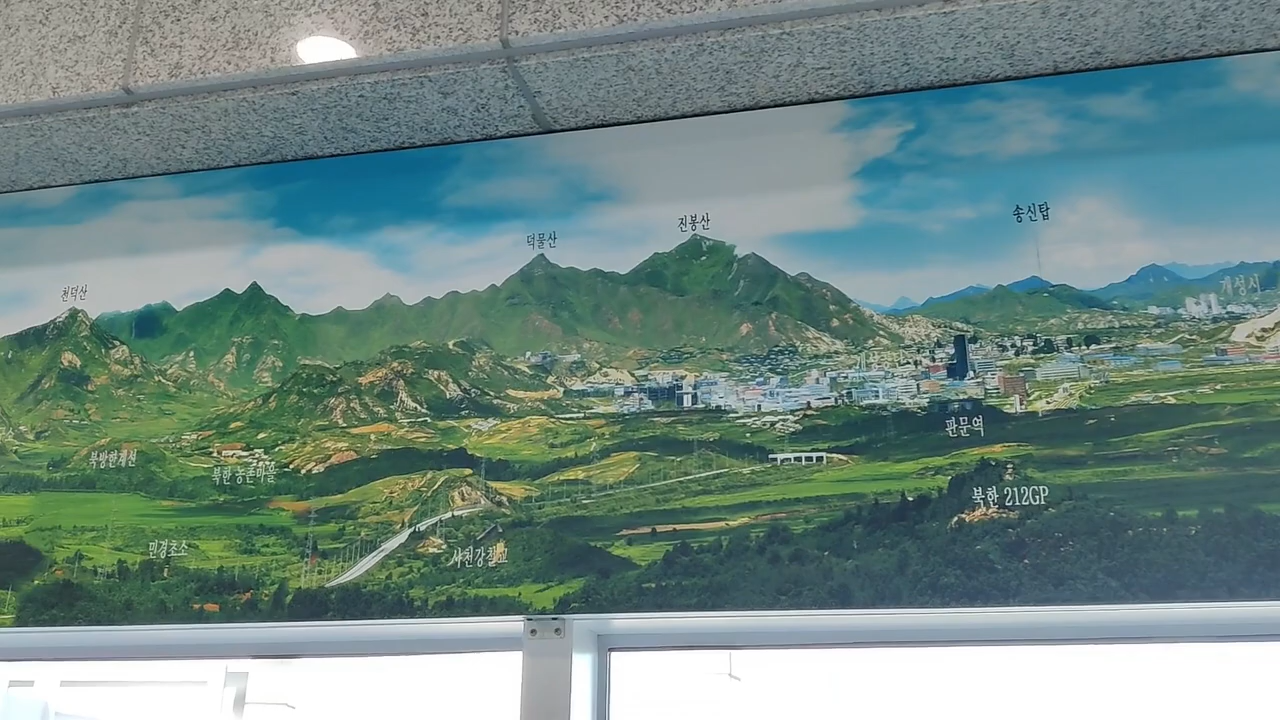 송신탑
진봉산
덕물산
천덕산
개성시
판문역
북방한계선
북한 농촌마을
북한 212GP
민경초소
사천강철교